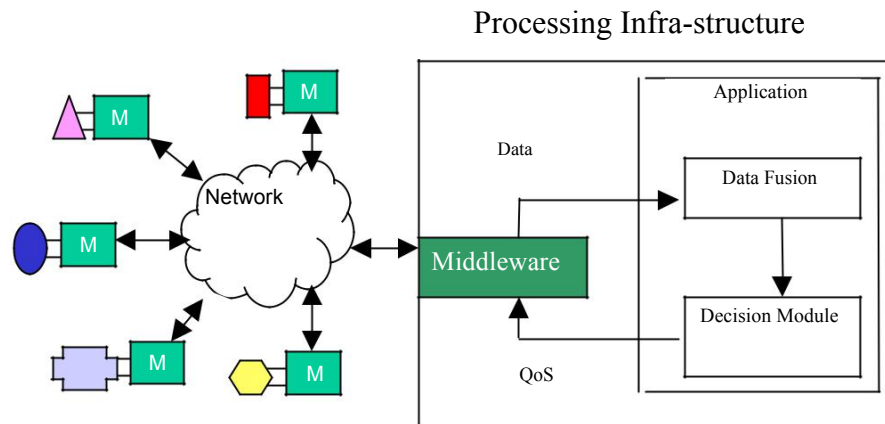 Processing Infra-structure
M
M
Application
Data
Network
Data Fusion
M
Middleware
Decision Module
M
M
QoS